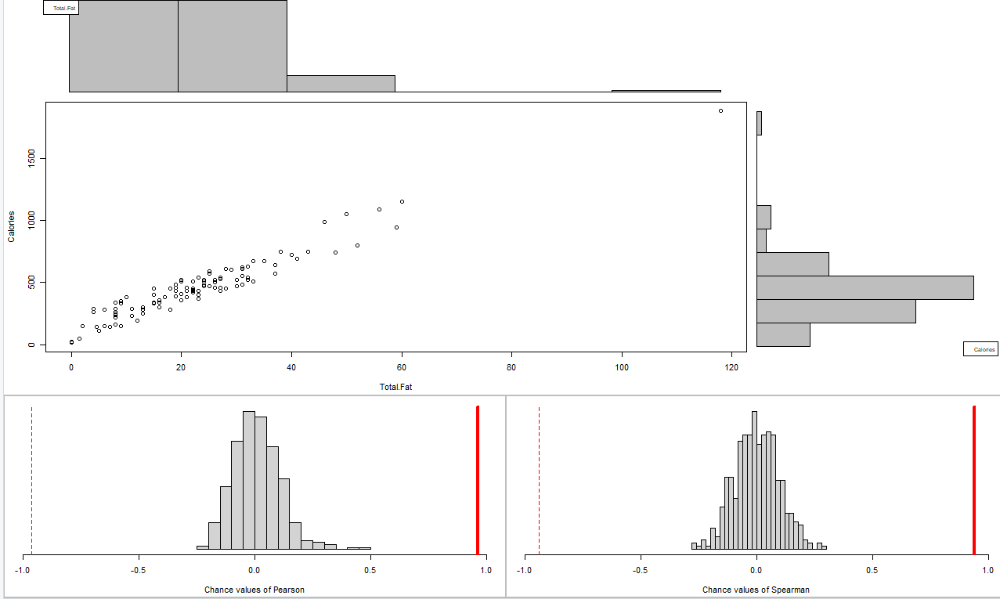 Total.Fat
Calories
0
500
1000
1500
0 20 40 60 80 100 120
Total.Fat
Calories
-1.0 -0.5 0.0 0.5 1.0
Chance values of Pearson
-1.0 -0.5 0.0 0.5 1.0
Chance values of Spearman